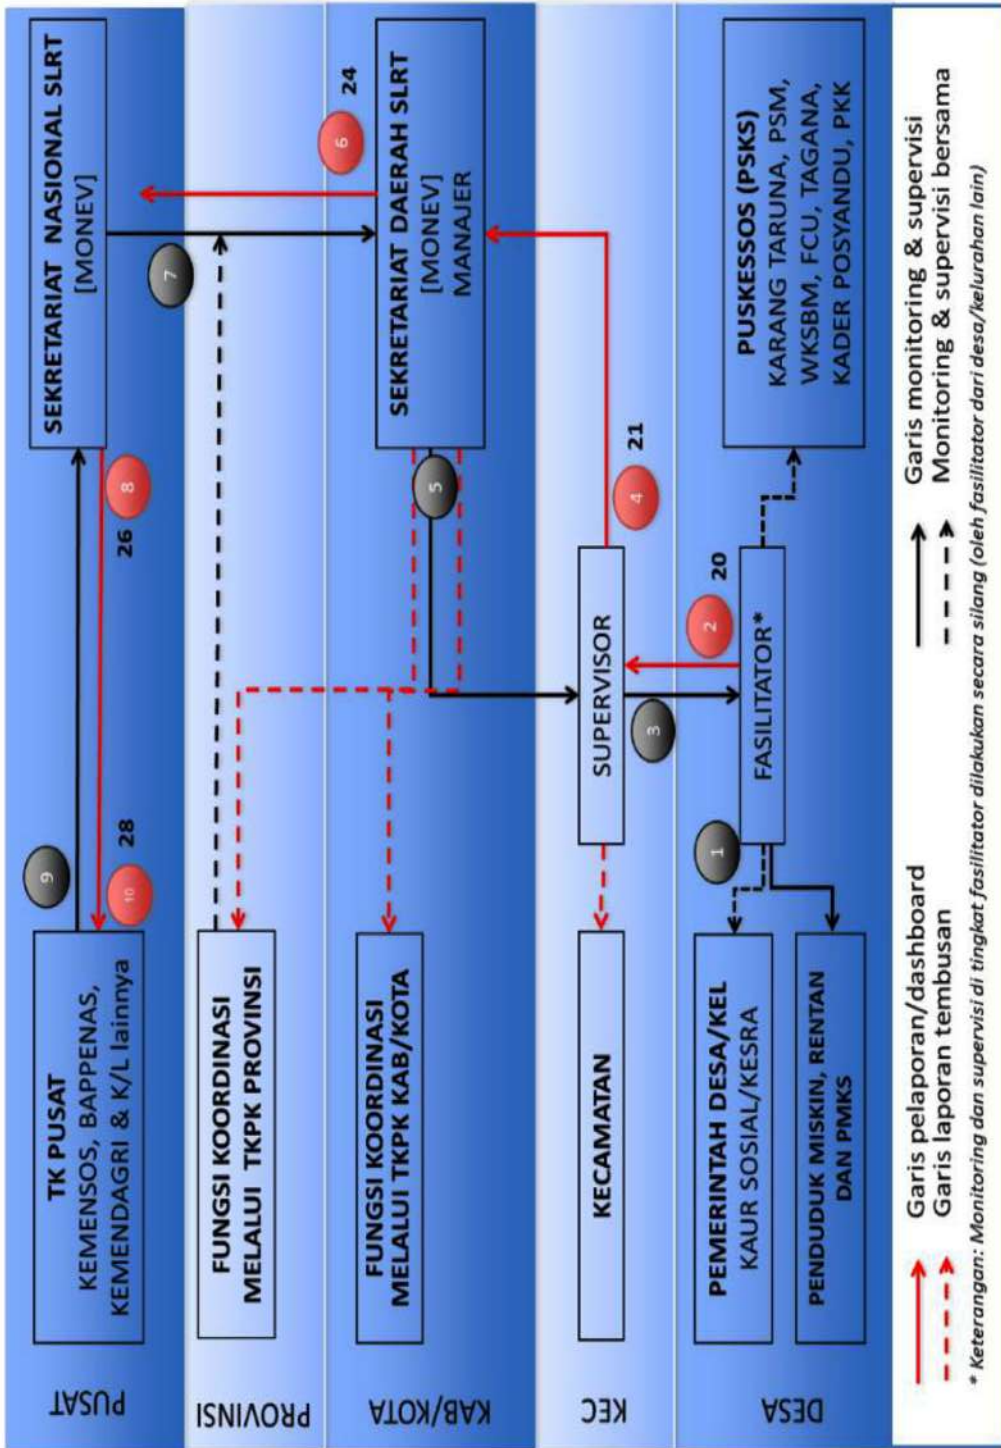 PUSAT
TK PUSAT
KEMENSOS, BAPPENAS,
KEMENDAGRI & K/L lainnya
9
10
28
8
26
SEKRETARIAT NASIONAL SLRT
[MONEV]
PROVINSI
FUNGSI KOORDINASI
MELALUI TKPK PROVINSI
7
KAB/KOTA
FUNGSI KOORDINASI
MELALUI TKPK KAB/KOTA
5
6
24
SEKRETARIAT DAERAH SLRT
[MONEV]
MANAJER
KEC
KECAMATAN
SUPERVISOR
4
21
3
2
20
DESA
PEMERINTAH DESA/KEL
KAUR SOSIAL/KESRA
PENDUDUK MISKIN, RENTAN
DAN PMKS
1
FASILITATOR*
PUSKESSOS (PSKS)
KARANG TARUNA, PSM,
WKSBM, FCU, TAGANA,
KADER POSYANDU, PKK
Garis pelaporan/dashboard
Garis laporan tembusan
Garis monitoring & supervisi
Monitoring & supervisi bersama
* Keterangan: Monitoring dan supervisi di tingkat fasilitator dilakukan secara silang (oleh fasilitator dari desa/kelurahan lain)